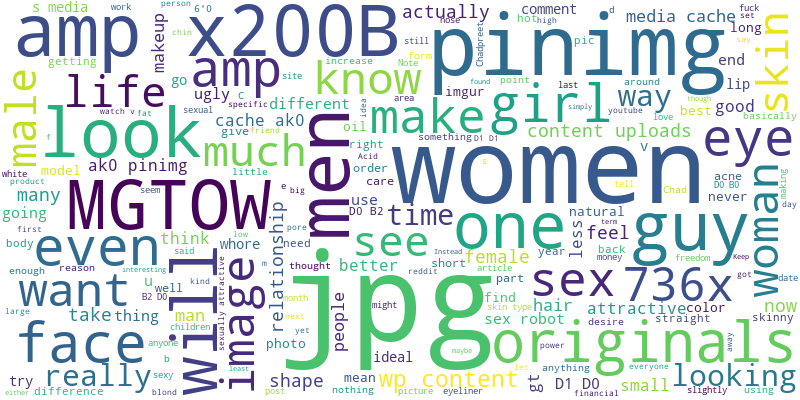 s media
getting
work
6'0
actually
comment
hot
person
d
fuck
set
nose
high
say
long
amp
x200B
pinimg
media cache
skin
makeup
amp
still
pic
form
increase
Note
Chadpreet
site
chin
male
life
ugly
go
c
different
know
imgur
point
last
around
end
lip
way
best
good
f
watch v
fat
sexual
specific
cache ak0
give
friend
oil
area
idea
found
though
youtube
love
simply
basically
look
much
men
make
girl
content uploads
eye
something
D1 D1
v
white
product
model
ak0 pinimg
little
right
Acid
order
care
acne
D0 B0
never
day
making
many
MGTOW
women
natural
tell
s
Chad
woman
going
seem
e
big
use
D0 B2
time
less
feel
first
body
even
think
said
whore
relationship
pore
need
see
one
female
year
guy
back
money
term
Keep
freedom
got
date
enough
reason
interesting
low
m
Instead
reddit
article
short
part
u
well
kind
B2 D0
want
will
image
sexually attractive
thought
better
people
might
jpg
find
sex
736x
now
large
take
thing
man
children
month
next
yet
photo
hair
attractive
color
skinny
skin type
sex robot
desire
straight
face
b
anyone
shape
ideal
maybe
originals
power
away
really
sexy
least
mean
nothing
wp content
gt
D1 D0
anything
everyone
looking
try
either
difference
blond
post
picture
eyeliner
let
small
financial
slightly
using